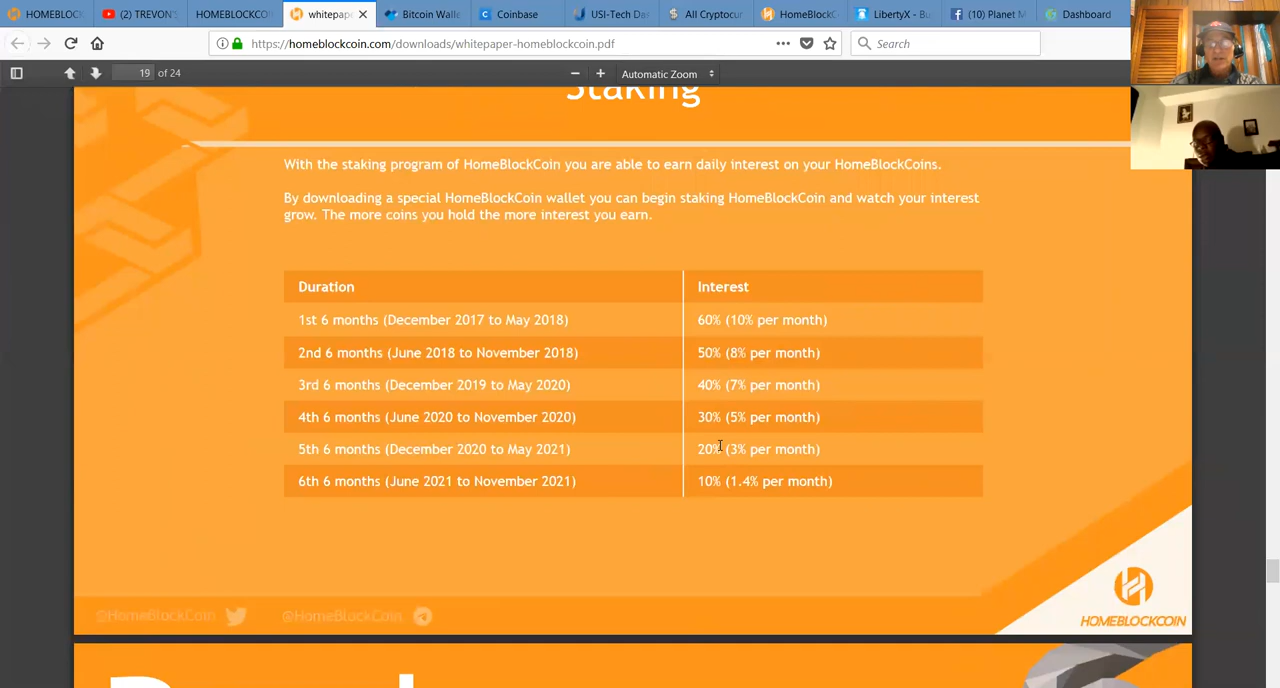 HOMEBLOCK
(2) TREVON'
HOMEBLOCKCO
whitepape
Bitcoin Walle
Coinbase
USI-Tech Das
All Cryptocur
HomeBlockC
LibertyX - Bu
(10) Planet M
Dashboard
https://homeblockcoin.com/downloads/whitepaper-homeblockcoin.pdf
Search
19 of 24
Automatic Zoom
Staking
With the staking program of HomeBlockCoin you are able to earn daily interest on your HomeBlockCoins.
By downloading a special HomeBlockCoin wallet you can begin staking HomeBlockCoin and watch your interest
grow. The more coins you hold the more interest you earn.
Duration Interest
1st 6 months (December 2017 to May 2018) 60% (10% per month)
2nd 6 months (June 2018 to November 2018) 50% (8% per month)
3rd 6 months (December 2019 to May 2020) 40% (7% per month)
4th 6 months (June 2020 to November 2020) 30% (5% per month)
5th 6 months (December 2020 to May 2021) 20% (3% per month)
6th 6 months (June 2021 to November 2021) 10% (1.4% per month)
@HomeBlockCoin @HomeBlockCoin
HOMEBLOCKCOIN